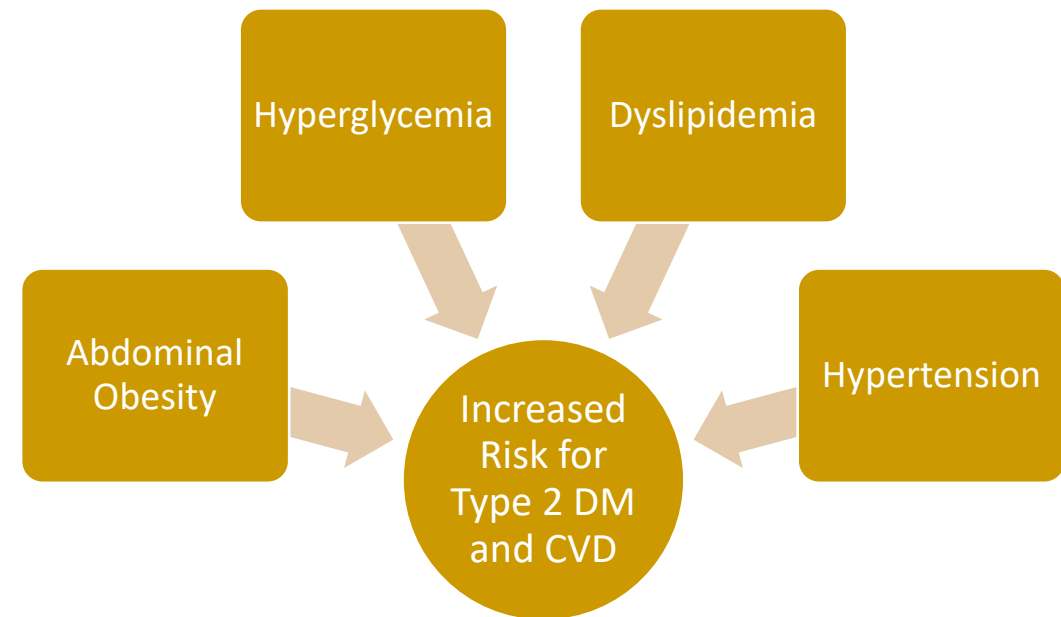 Hyperglycemia
Dyslipidemia
Abdominal
Obesity
Hypertension
Increased
Risk for
Type 2 DM
and CVD